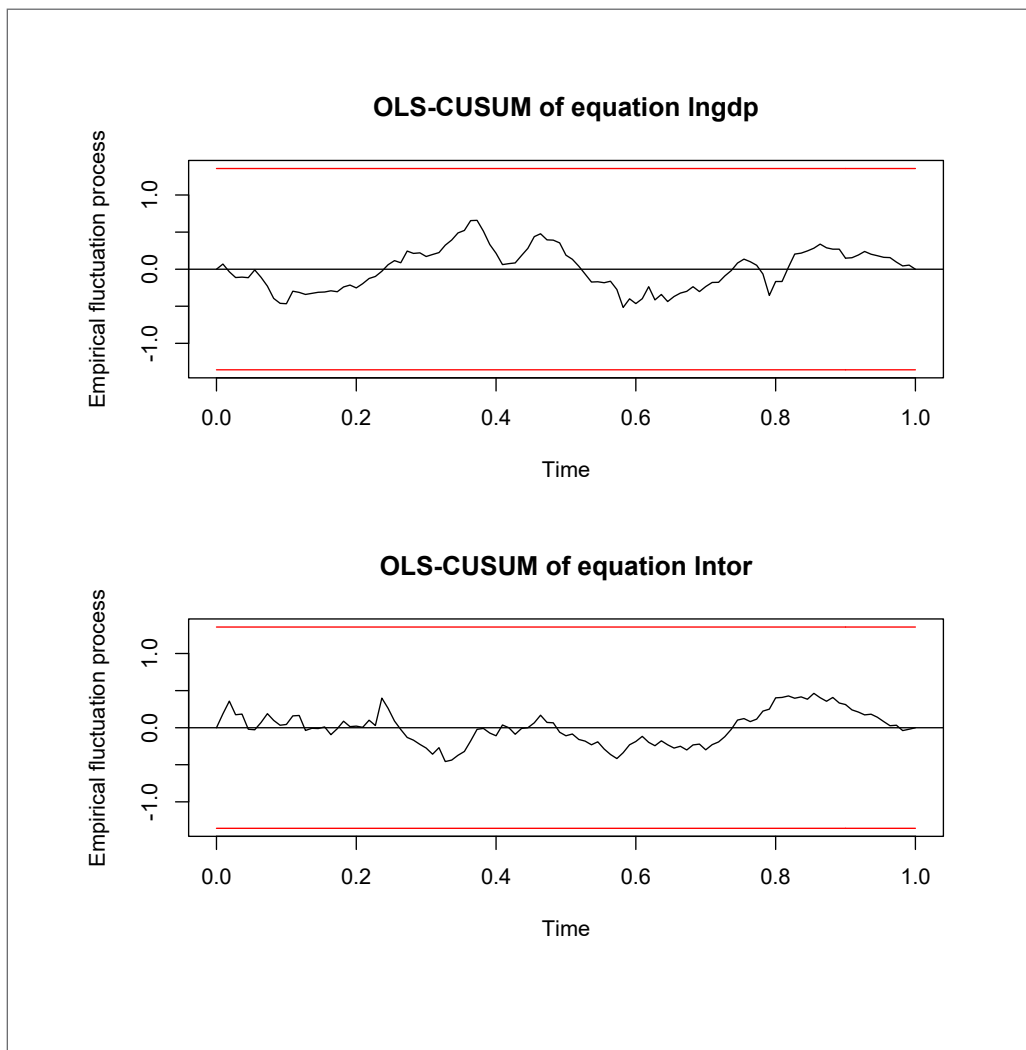 OLS-CUSUM of equation lngdp
Empirical fluctuation process
1.0
0.0
-1.0
0.0 0.2 0.4 0.6 0.8 1.0
Time
OLS-CUSUM of equation lntor
Empirical fluctuation process
1.0
0.0
-1.0
0.0 0.2 0.4 0.6 0.8 1.0
Time